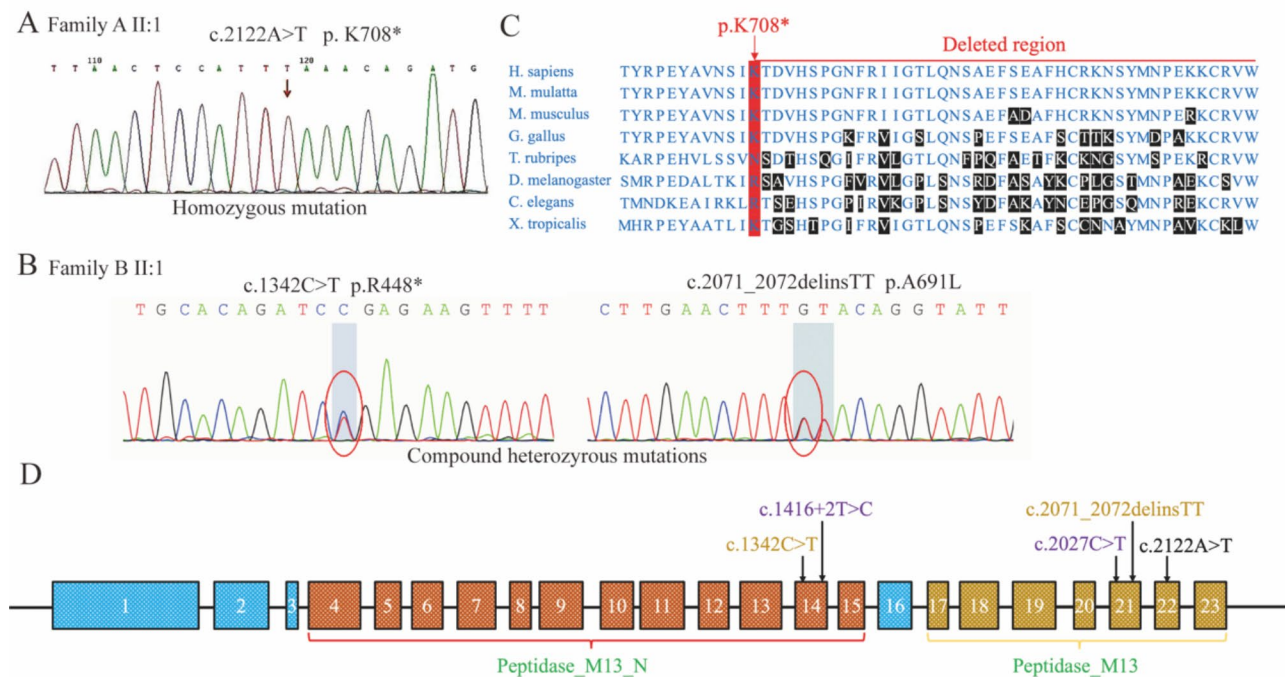 A Family A II:1
c.2122A>T p. K708*
110 120
T T A A C T C C A T T T A A A C A G A T G
Homozygous mutation
C
p.K708*
Deleted region
H. sapiens TYRPEYAVNSIKTDVHSPGNFRIIGTLQNSAEFSEAFHCRKNSYMNPEKKCRVW
M. mulatta TYRPEYAVNSIKTDVHSPGNFRIIGTLQNSAEFSEAFHCRKNSYMNPEKKCRVW
M. musculus TYRPEYAVNSIKTDVHSPGNFRIIGTLQNSAEFADAFHCRKNSYMNPERKCRVW
G. gallus TYRPEYAVNSIKTDVHSPGKFRVIGSLQNSPEFSEAFSCTTKSYMDPAKKCRVW
T. rubripes KARPEHVLSSVNSDTHSQGIFRVLGTLQNFPQFAETFKCKNGSYMSPEKRCRVW
D. melanogaster SMRPEDALTKIRSAVHSPGFVRVLGPLSNSRDFASAYKCPLGSTMNPAEKCSVW
C. elegans TMNDKEAIRKLRTSEHSPGPIRVKGPLSNSYDFAKAYNCEPGSQMNPREKCRVW
X. tropicalis MHRPEYAATLIKTGSHTPGIFRVIGTLQNSPEFSKAFSCCNNAYMNPAVKCKLW
B Family B II:1
c.1342C>T p.R448*
T G C A C A G A T C C G A G A A G T T T T
c.2071_2072delinsTT p.A691L
C T T G A A C T T T G T A C A G G T A T T
Compound heterozyrous mutations
D
c.1416+2T>C
c.1342C>T
c.2071_2072delinsTT
c.2027C>T
c.2122A>T
1 2 3 4 5 6 7 8 9 10 11 12 13 14 15 16 17 18 19 20 21 22 23
Peptidase_M13_N
Peptidase_M13